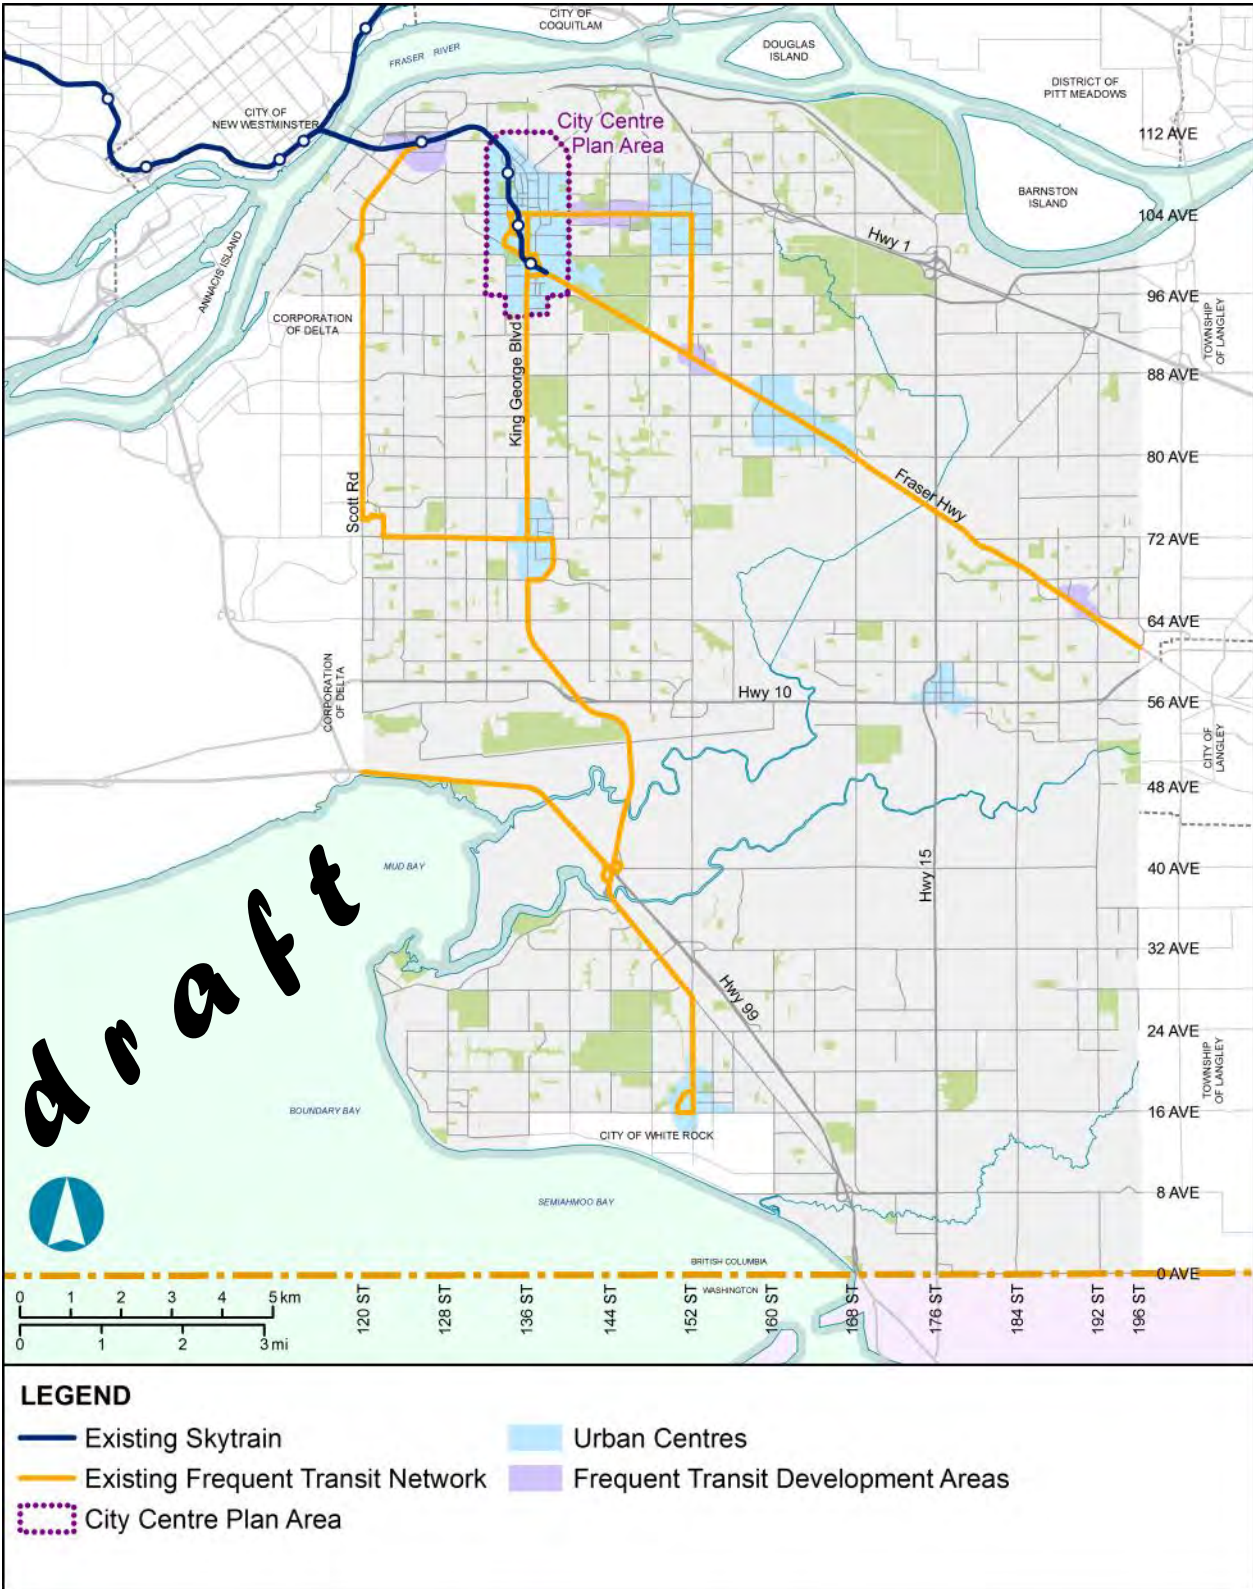 CITY OF
COQUITLAM
DOUGLAS
ISLAND
FRASER RIVER
DISTRICT OF
PITT MEADOWS
CITY OF
NEW WESTMINSTER
City Centre
Plan Area
112 AVE
BARNSTON
ISLAND
104 AVE
Hwy 1
ANNACIS ISLAND
96 AVE
CORPORATION
OF DELTA
TOWNSHIP
OF LANGLEY
King George Blvd
88 AVE
80 AVE
Scott Rd
Fraser Hwy
72 AVE
64 AVE
CORPORATION
OF DELTA
Hwy 10
56 AVE
CITY OF
LANGLEY
48 AVE
MUD BAY
40 AVE
Hwy 15
draft
32 AVE
Hwy 99
24 AVE
TOWNSHIP
OF LANGLEY
BOUNDARY BAY
16 AVE
CITY OF WHITE ROCK
SEMIAHMOO BAY
8 AVE
BRITISH COLUMBIA
0 AVE
WASHINGTON
0 1 2 3 4 5 km
0 1 2 3 mi
120 ST
128 ST
136 ST
144 ST
152 ST
160 ST
168 ST
176 ST
184 ST
192 ST
196 ST
LEGEND
Existing Skytrain
Existing Frequent Transit Network
City Centre Plan Area
Urban Centres
Frequent Transit Development Areas